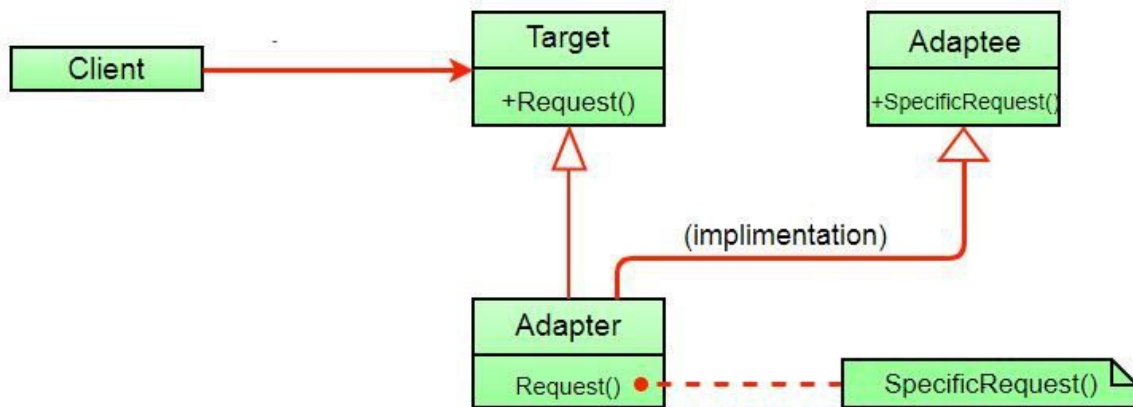 Client
Target
+Request()
Adaptee
+SpecificRequest()
(implimentation)
Adapter
Request()
SpecificRequest()